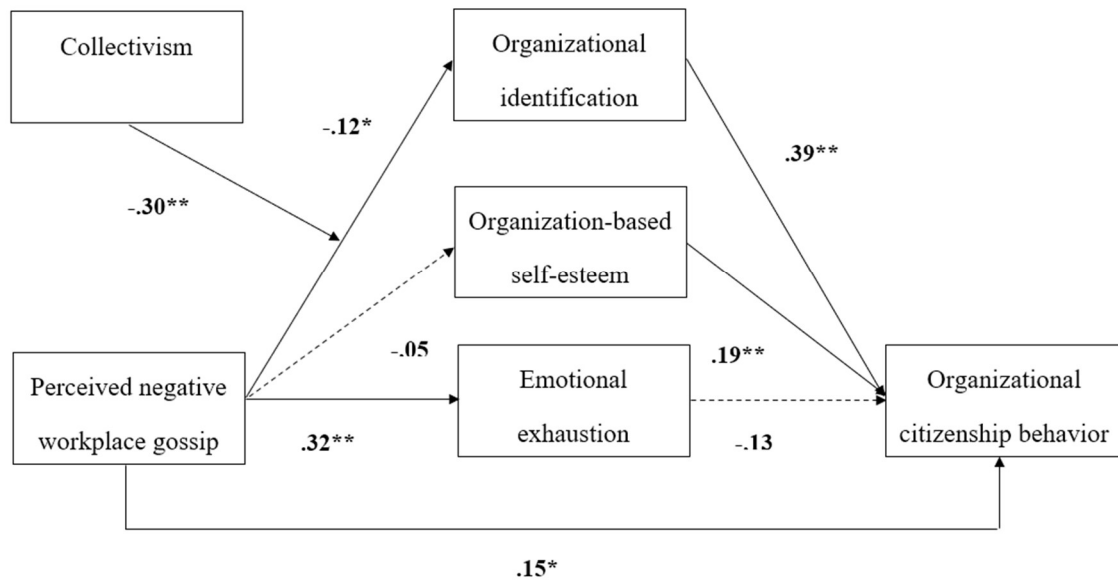 Collectivism
Organizational
identification
-.12*
.39**
-.30**
Organization-based
self-esteem
-.05
.19**
Perceived negative
workplace gossip
Emotional
exhaustion
Organizational
citizenship behavior
.32**
-.13
.15*